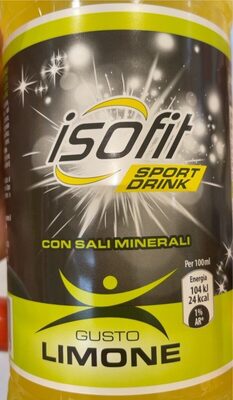 isofit
SPORT
DRINK
CON SALI MINERALI
Per 100ml
Energia
104 kJ
24 kcal
1%
AR*
GUSTO
LIMONE